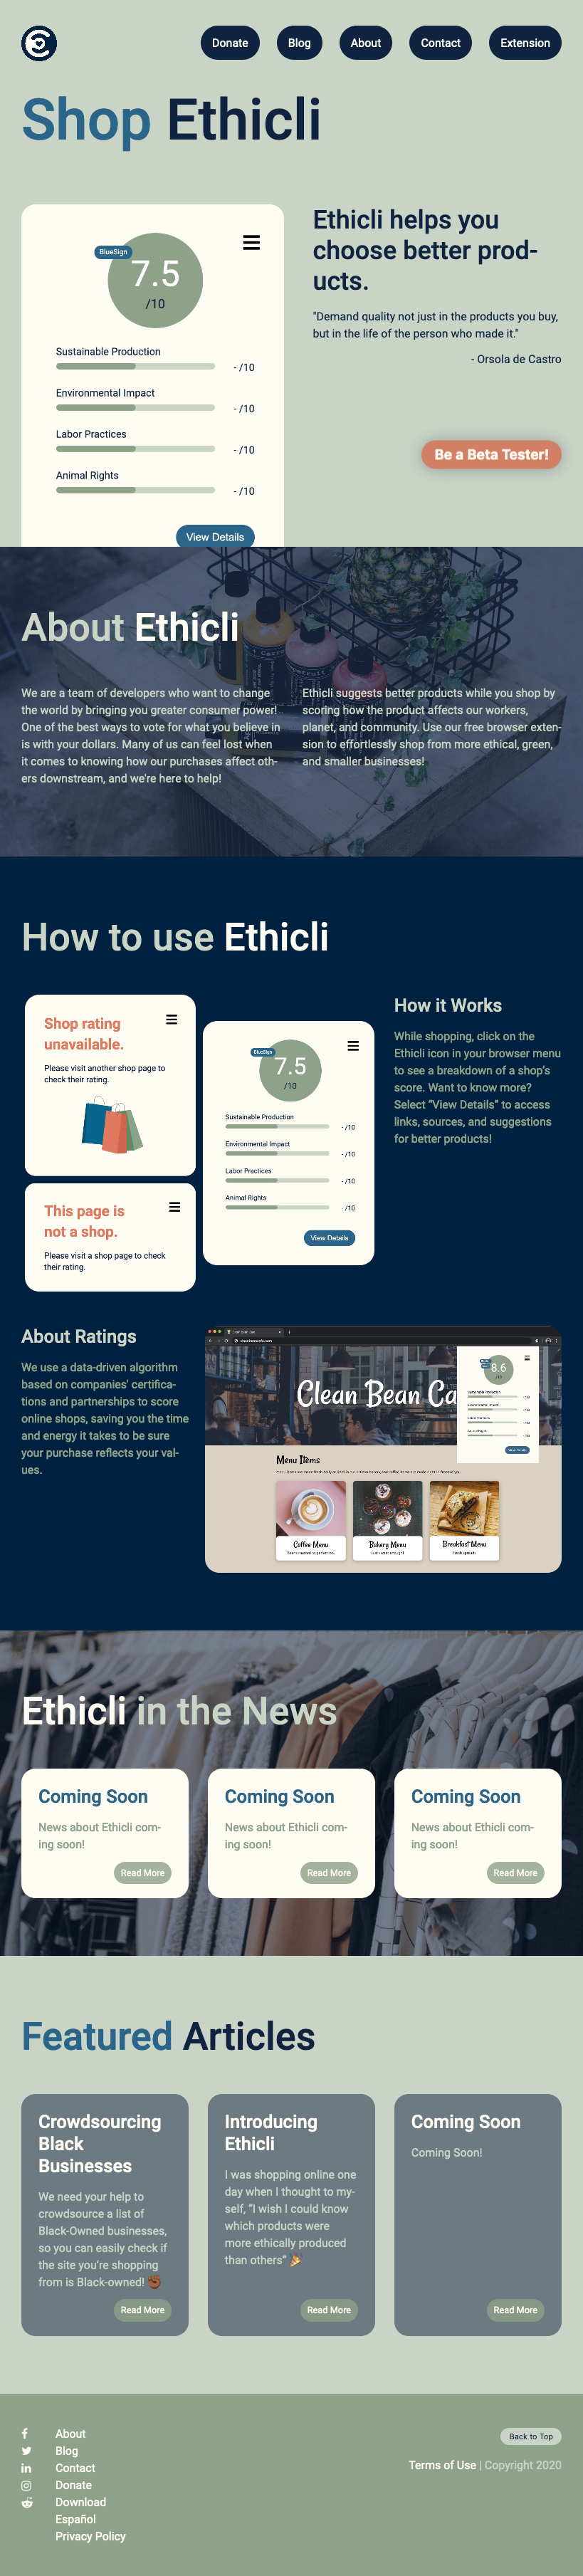 Donate
Blog
About
Contact
Extension
Shop Ethicli
BlueSign
7.5
/10
Sustainable Production
- /10
Environmental Impact
- /10
Labor Practices
- /10
Animal Rights
- /10
View Details
Ethicli helps you
choose better prod-
ucts.
"Demand quality not just in the products you buy,
but in the life of the person who made it."
- Orsola de Castro
Be a Beta Tester!
About Ethicli
We are a team of developers who want to change
the world by bringing you greater consumer power!
One of the best ways to vote for what you believe in
is with your dollars. Many of us can feel lost when
it comes to knowing how our purchases affect oth-
ers downstream, and we're here to help!
Ethicli suggests better products while you shop by
scoring how the product affects our workers,
planet, and community. Use our free browser exten-
sion to effortlessly shop from more ethical, green,
and smaller businesses!
How to use Ethicli
Shop rating
unavailable.
Please visit another shop page to
check their rating.
This page is
not a shop.
Please visit a shop page to check
their rating.
BlueSign
7.5
/10
Sustainable Production
- /10
Environmental Impact
- /10
Labor Practices
- /10
Animal Rights
- /10
View Details
How it Works
While shopping, click on the
Ethicli icon in your browser menu
to see a breakdown of a shop's
score. Want to know more?
Select “View Details” to access
links, sources, and suggestions
for better products!
About Ratings
We use a data-driven algorithm
based on companies' certifica-
tions and partnerships to score
online shops, saving you the time
and energy it takes to be sure
your purchase reflects your val-
ues.
Clean Bean Ca
8.6
Menu Items
Coffee Menu
Bakery Menu
Breakfast Menu
Ethicli in the News
Coming Soon
News about Ethicli com-
ing soon!
Read More
Coming Soon
News about Ethicli com-
ing soon!
Read More
Coming Soon
News about Ethicli com-
ing soon!
Read More
Featured Articles
Crowdsourcing
Black
Businesses
We need your help to
crowdsource a list of
Black-Owned businesses,
so you can easily check if
the site you're shopping
from is Black-owned! ✊🏾
Read More
Introducing
Ethicli
I was shopping online one
day when I thought to my-
self, “I wish I could know
which products were
more ethically produced
than others” 🎉
Read More
Coming Soon
Coming Soon!
Read More
About
Blog
Contact
Donate
Download
Español
Privacy Policy
Back to Top
Terms of Use | Copyright 2020